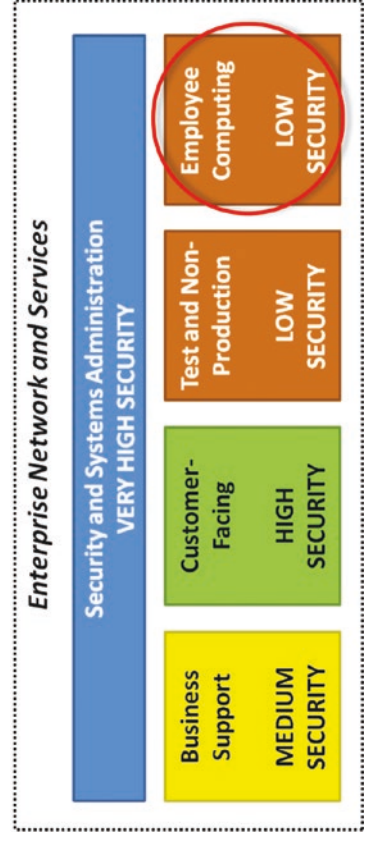 Enterprise Network and Services
Security and Systems Administration
VERY HIGH SECURITY
Business
Support
MEDIUM
SECURITY
Customer-
Facing
HIGH
SECURITY
Test and Non-
Production
LOW
SECURITY
Employee
Computing
LOW
SECURITY